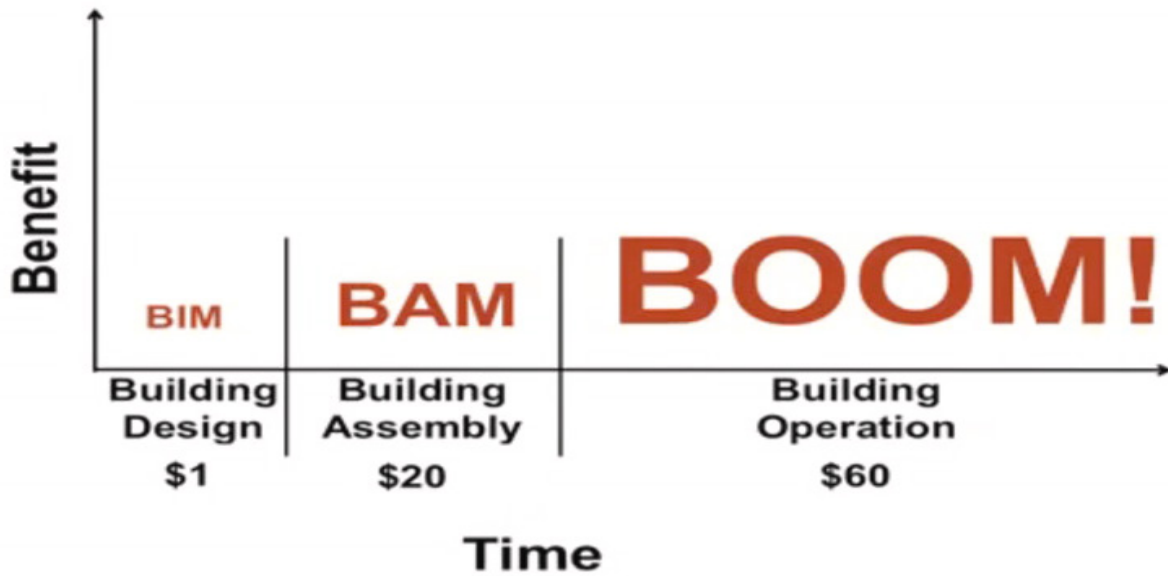 Benefit
BIM
BAM
BOOM!
Building
Design
$1
Building
Assembly
$20
Building
Operation
$60
Time